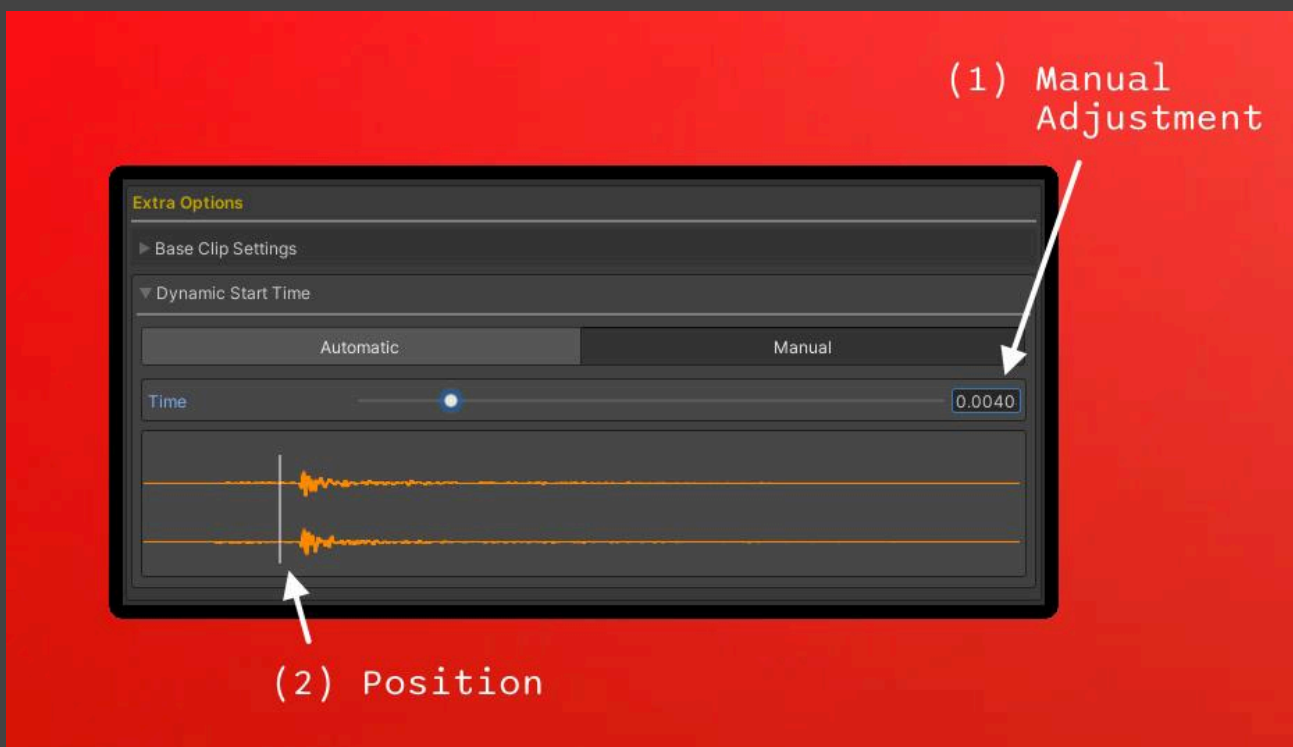 (1) Manual
Adjustment
Extra Options
Base Clip Settings
Dynamic Start Time
Automatic Manual
Time 0.0040
(2) Position